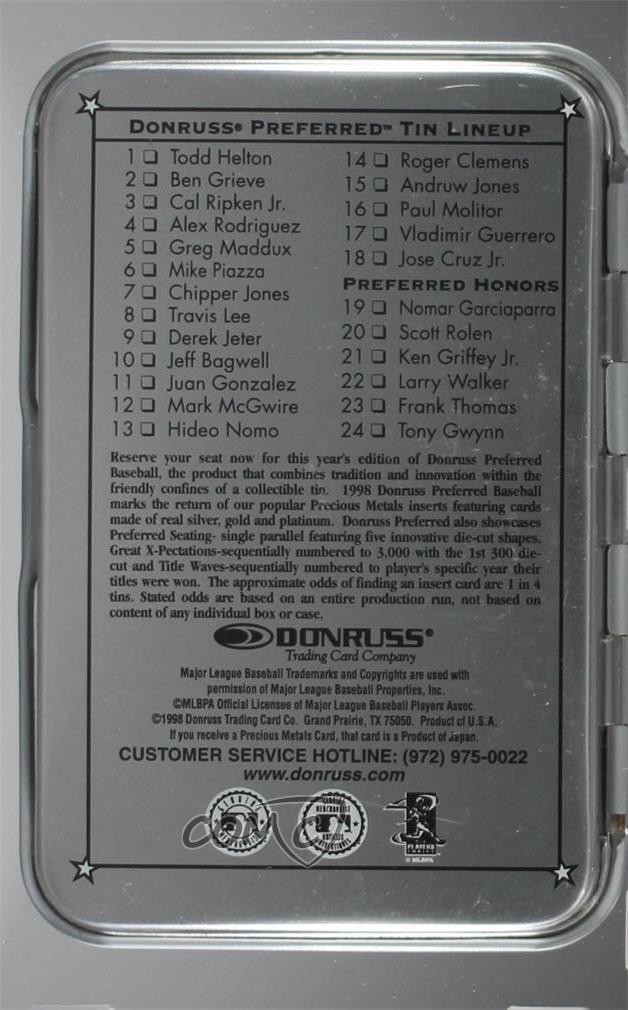 DONRUSS® PREFERRED™ TIN LINEUP
1 ❏ Todd Helton
2 ❏ Ben Grieve
3 ❏ Cal Ripken Jr.
4 ❏ Alex Rodriguez
5 ❏ Greg Maddux
6 ❏ Mike Piazza
7 ❏ Chipper Jones
8 ❏ Travis Lee
9 ❏ Derek Jeter
10 ❏ Jeff Bagwell
11 ❏ Juan Gonzalez
12 ❏ Mark McGwire
13 ❏ Hideo Nomo
14 ❏ Roger Clemens
15 ❏ Andruw Jones
16 ❏ Paul Molitor
17 ❏ Vladimir Guerrero
18 ❏ Jose Cruz Jr.
PREFERRED HONORS
19 ❏ Nomar Garciaparra
20 ❏ Scott Rolen
21 ❏ Ken Griffey Jr.
22 ❏ Larry Walker
23 ❏ Frank Thomas
24 ❏ Tony Gwynn
Reserve your seat now for this year's edition of Donruss Preferred
Baseball, the product that combines tradition and innovation within the
friendly confines of a collectible tin. 1998 Donruss Preferred Baseball
marks the return of our popular Precious Metals inserts featuring cards
made of real silver, gold and platinum. Donruss Preferred also showcases
Preferred Seating- single parallel featuring five innovative die-cut shapes,
Great X-Pectations-sequentially numbered to 3,000 with the 1st 300 die-
cut and Title Waves-sequentially numbered to player's specific year their
titles were won. The approximate odds of finding an insert card are 1 in 4
tins. Stated odds are based on an entire production run, not based on
content of any individual box or case.
DONRUSS®
Trading Card Company
Major League Baseball Trademarks and Copyrights are used with
permission of Major League Baseball Properties, Inc.
©MLBPA Official Licensee of Major League Baseball Players Assoc.
©1998 Donruss Trading Card Co. Grand Prairie, TX 75050. Product of U.S.A.
If you receive a Precious Metals Card, that card is a Product of Japan.
CUSTOMER SERVICE HOTLINE: (972) 975-0022
www.donruss.com
GENUINE
GENUINE
MERCHANDISE
COMC
PLAYERS
CHOICE
© MLBPA